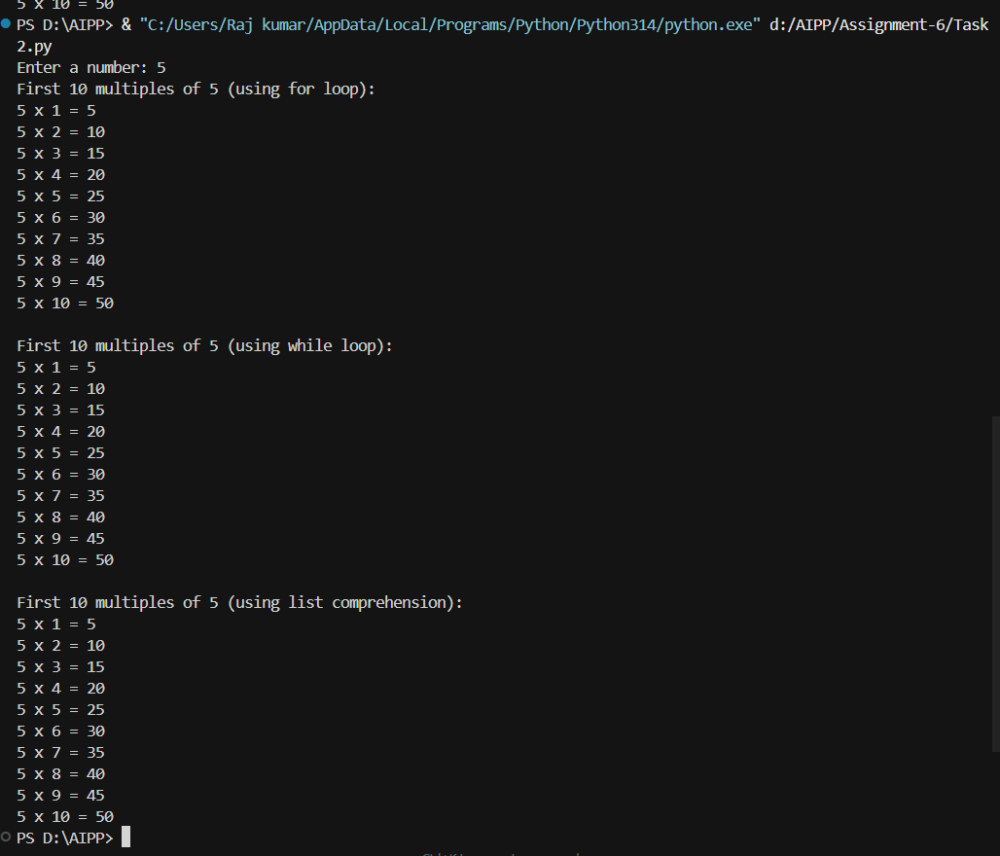 5 x 10 = 50
PS D:\AIPP> & "C:/Users/Raj kumar/AppData/Local/Programs/Python/Python314/python.exe" d:/AIPP/Assignment-6/Task
2.py
Enter a number: 5
First 10 multiples of 5 (using for loop):
5 x 1 = 5
5 x 2 = 10
5 x 3 = 15
5 x 4 = 20
5 x 5 = 25
5 x 6 = 30
5 x 7 = 35
5 x 8 = 40
5 x 9 = 45
5 x 10 = 50
First 10 multiples of 5 (using while loop):
5 x 1 = 5
5 x 2 = 10
5 x 3 = 15
5 x 4 = 20
5 x 5 = 25
5 x 6 = 30
5 x 7 = 35
5 x 8 = 40
5 x 9 = 45
5 x 10 = 50
First 10 multiples of 5 (using list comprehension):
5 x 1 = 5
5 x 2 = 10
5 x 3 = 15
5 x 4 = 20
5 x 5 = 25
5 x 6 = 30
5 x 7 = 35
5 x 8 = 40
5 x 9 = 45
5 x 10 = 50
PS D:\AIPP>